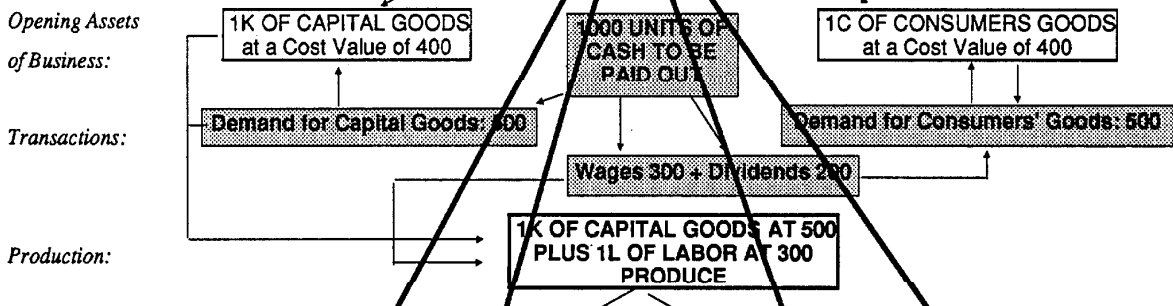 Opening Assets
of Business:
1K OF CAPITAL GOODS
at a Cost Value of 400
1000 UNITS OF
CASH TO BE
PAID OUT
1C OF CONSUMERS GOODS
at a Cost Value of 400
Transactions:
Demand for Capital Goods: 500
Demand for Consumers' Goods: 500
Wages 300 + Dividends 200
Production:
1K OF CAPITAL GOODS AT 500
PLUS 1L OF LABOR AT 300
PRODUCE